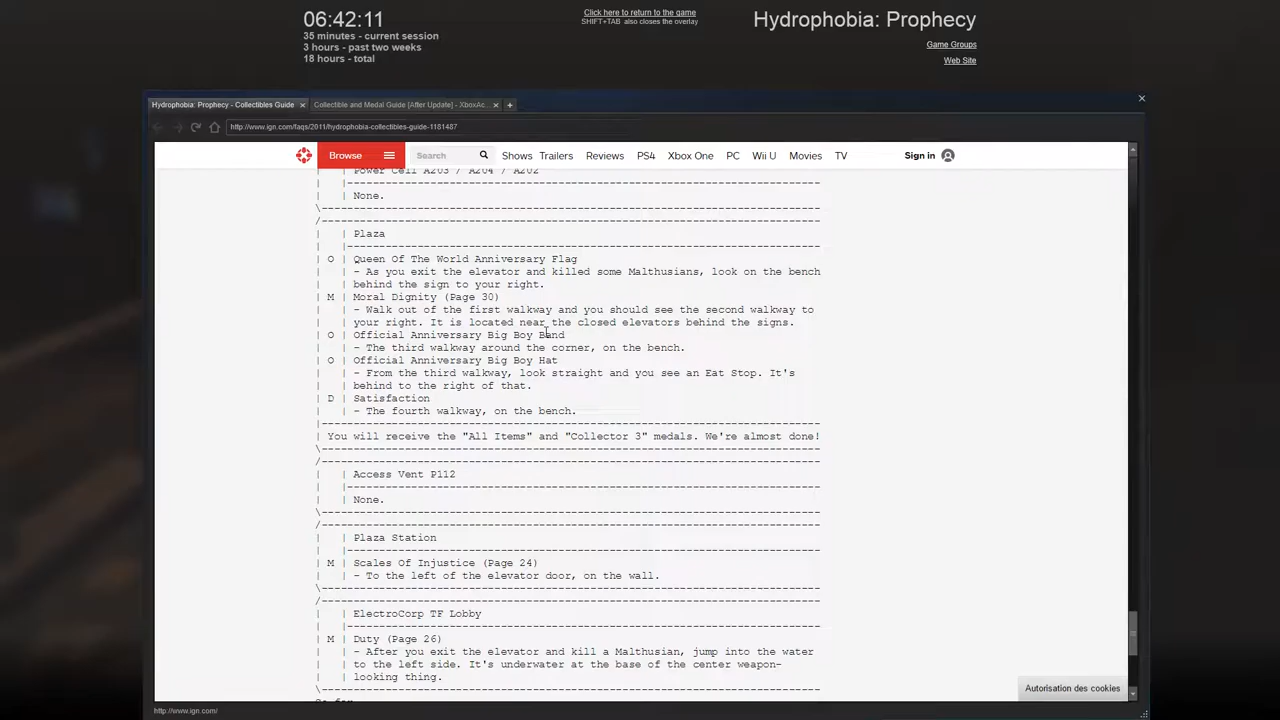 06:42:11
35 minutes - current session
3 hours - past two weeks
18 hours - total
Click here to return to the game
SHIFT+TAB also closes the overlay
Hydrophobia: Prophecy
Game Groups
Web Site
Hydrophobia: Prophecy - Collectibles Guide
Collectible and Medal Guide [After Update] - XboxAc...
http://www.ign.com/faqs/2011/hydrophobia-collectibles-guide-1181487
Browse
Search
Shows Trailers Reviews PS4 Xbox One PC Wii U Movies TV
Sign in
Power Cell A203 / A204 / A202
None.
Plaza
O | Queen Of The World Anniversary Flag
- As you exit the elevator and killed some Malthusians, look on the bench
behind the sign to your right.
M | Moral Dignity (Page 30)
- Walk out of the first walkway and you should see the second walkway to
your right. It is located near the closed elevators behind the signs.
O | Official Anniversary Big Boy Band
- The third walkway around the corner, on the bench.
O | Official Anniversary Big Boy Hat
- From the third walkway, look straight and you see an Eat Stop. It's
behind to the right of that.
D | Satisfaction
- The fourth walkway, on the bench.
You will receive the "All Items" and "Collector 3" medals. We're almost done!
Access Vent P112
None.
Plaza Station
M | Scales Of Injustice (Page 24)
- To the left of the elevator door, on the wall.
ElectroCorp TF Lobby
M | Duty (Page 26)
- After you exit the elevator and kill a Malthusian, jump into the water
to the left side. It's underwater at the base of the center weapon-
looking thing.
Autorisation des cookies
http://www.ign.com/